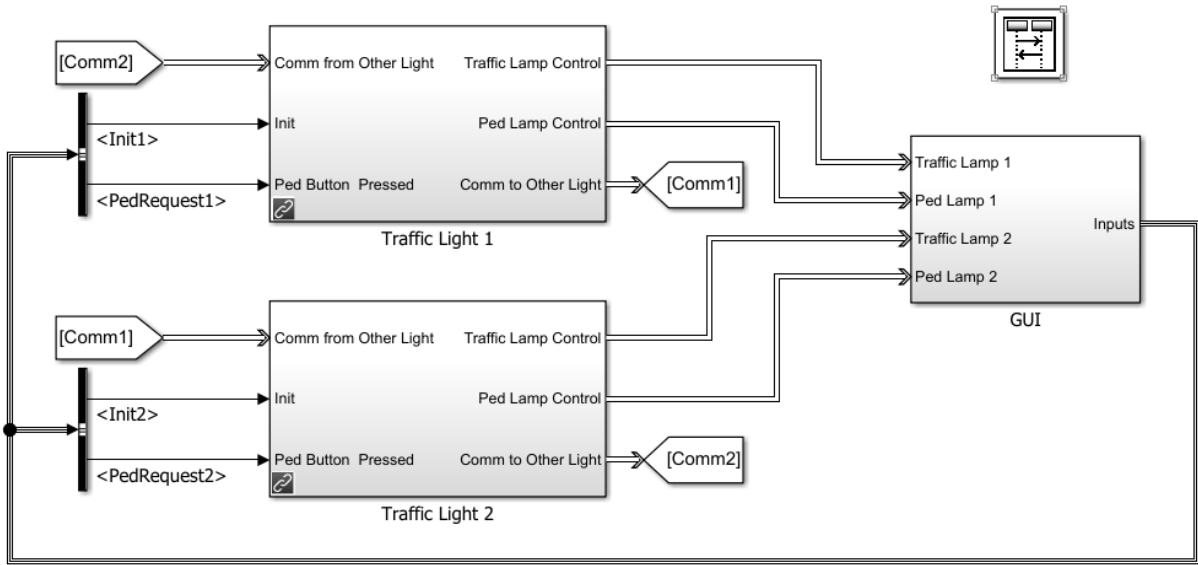 [Comm2]
Comm from Other Light
Traffic Lamp Control
<Init1>
Init
Ped Lamp Control
<PedRequest1>
Ped Button Pressed
Comm to Other Light
[Comm1]
Traffic Light 1
Traffic Lamp 1
Ped Lamp 1
Traffic Lamp 2
Ped Lamp 2
Inputs
GUI
[Comm1]
Comm from Other Light
Traffic Lamp Control
<Init2>
Init
Ped Lamp Control
<PedRequest2>
Ped Button Pressed
Comm to Other Light
[Comm2]
Traffic Light 2